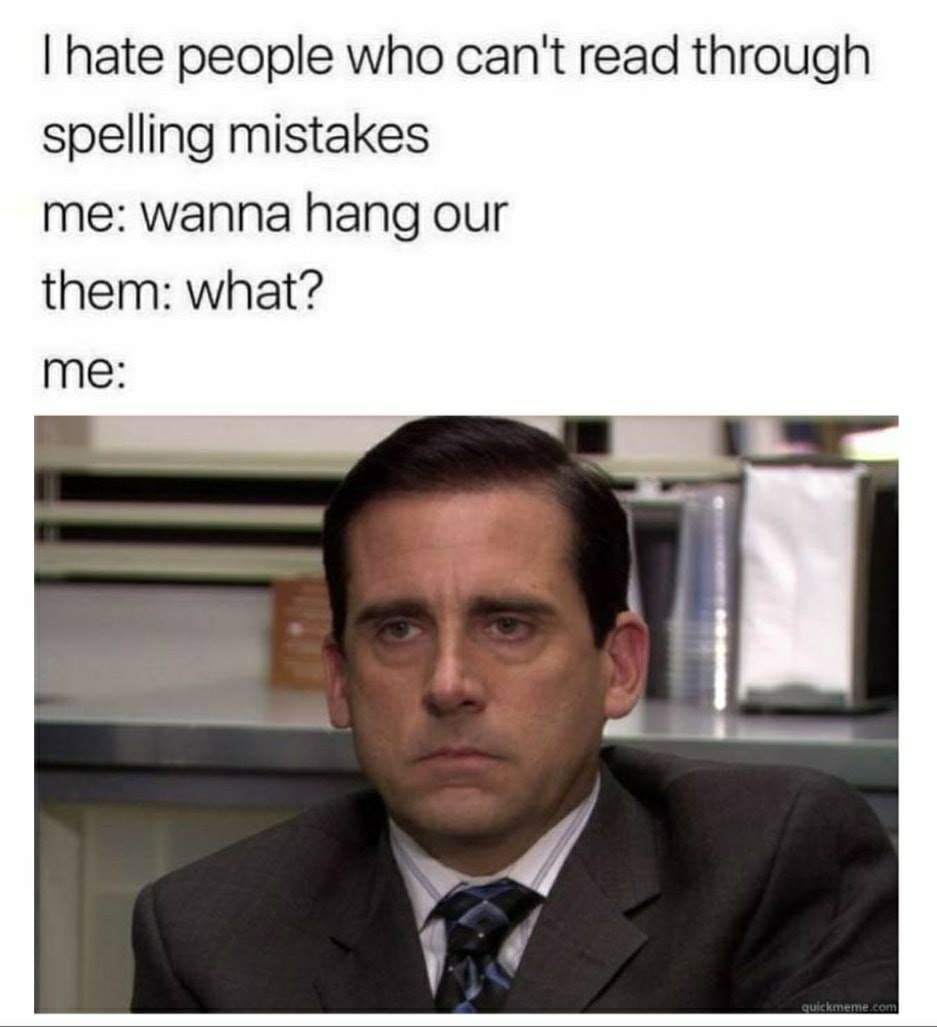 I hate people who can't read through
spelling mistakes
me: wanna hang our
them: what?
me:
quickmeme.com